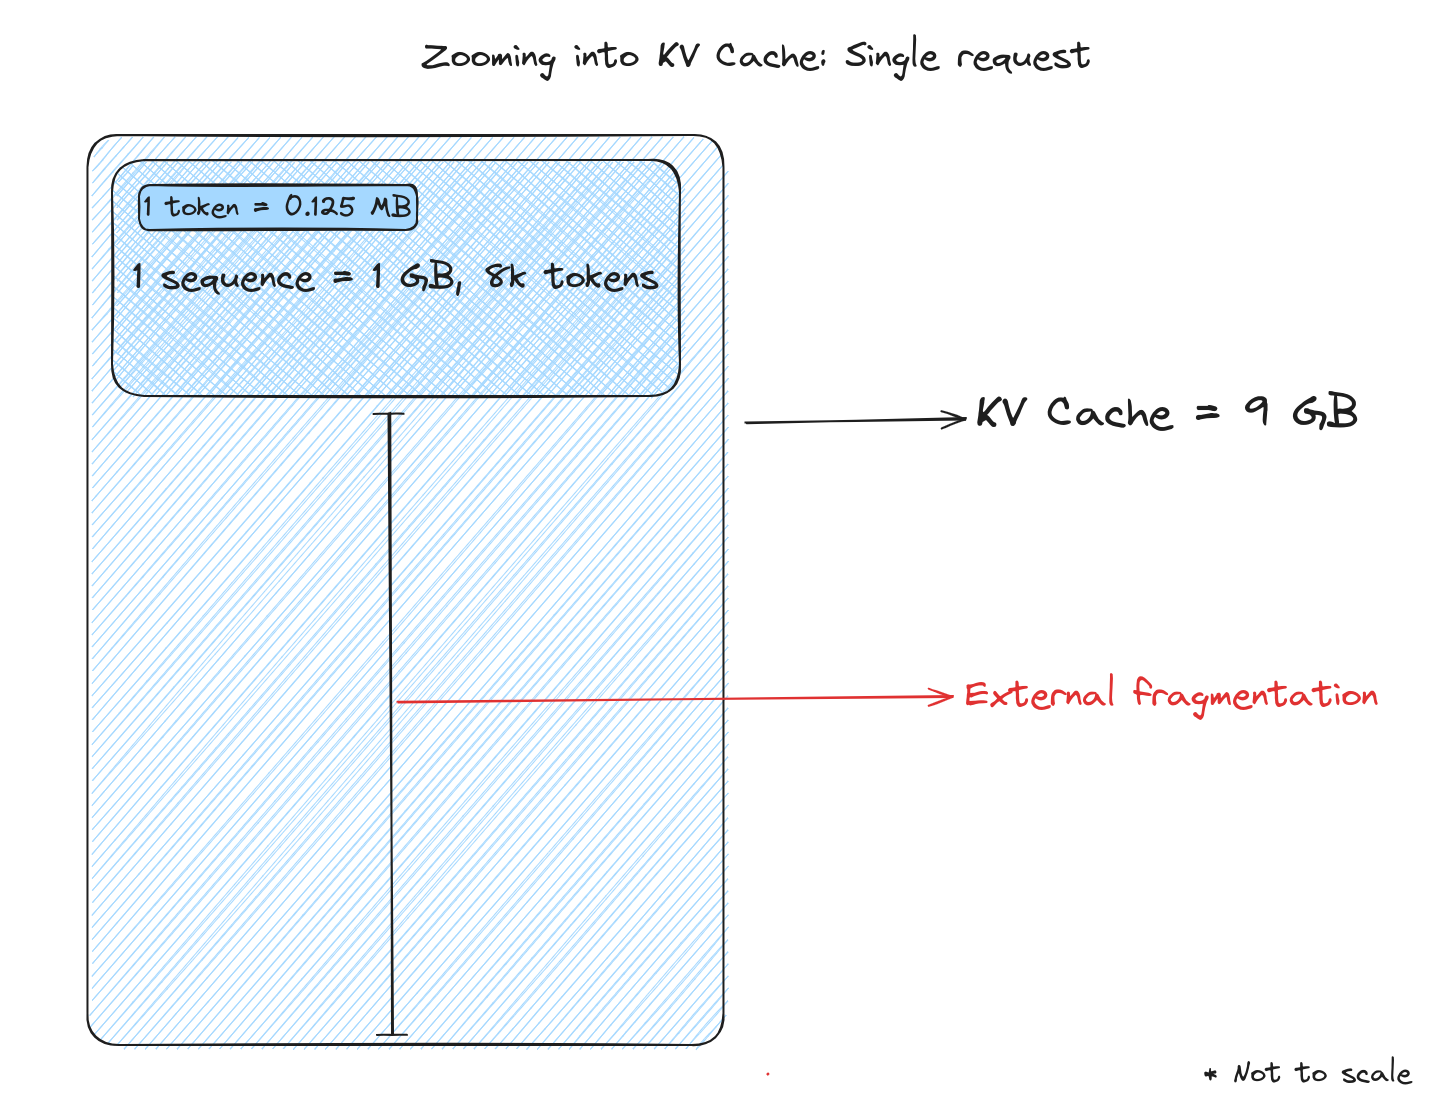 Zooming into KV Cache: Single request
1 token = 0.125 MB
1 sequence = 1 GB, 8k tokens
KV Cache = 9 GB
External fragmentation
* Not to scale